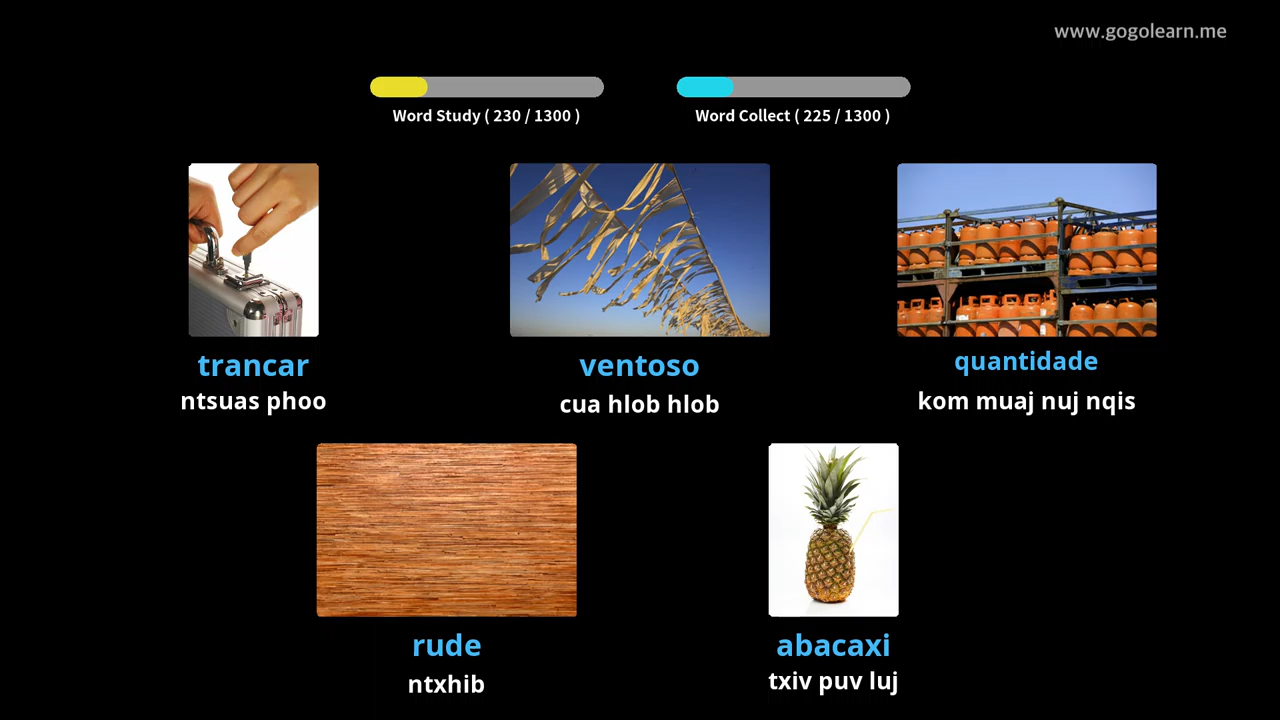 www.gogolearn.me
Word Study ( 230 / 1300 )
Word Collect ( 225 / 1300 )
trancar
ntsuas phoo
ventoso
cua hlob hlob
quantidade
kom muaj nuj nqis
rude
ntxhib
abacaxi
txiv puv luj